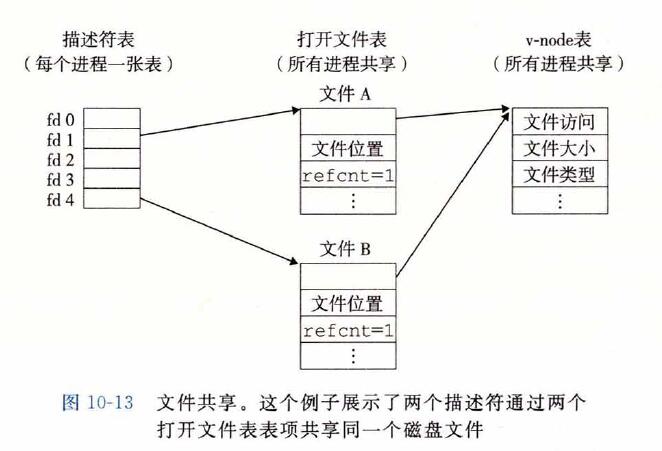 描述符表
(每个进程一张表)
打开文件表
(所有进程共享)
v-node表
(所有进程共享)
fd 0
fd 1
fd 2
fd 3
fd 4
文件 A
文件位置
refcnt=1
⋮
文件 B
文件位置
refcnt=1
⋮
文件访问
文件大小
文件类型
⋮
图 10-13 文件共享。这个例子展示了两个描述符通过两个
打开文件表表项共享同一个磁盘文件